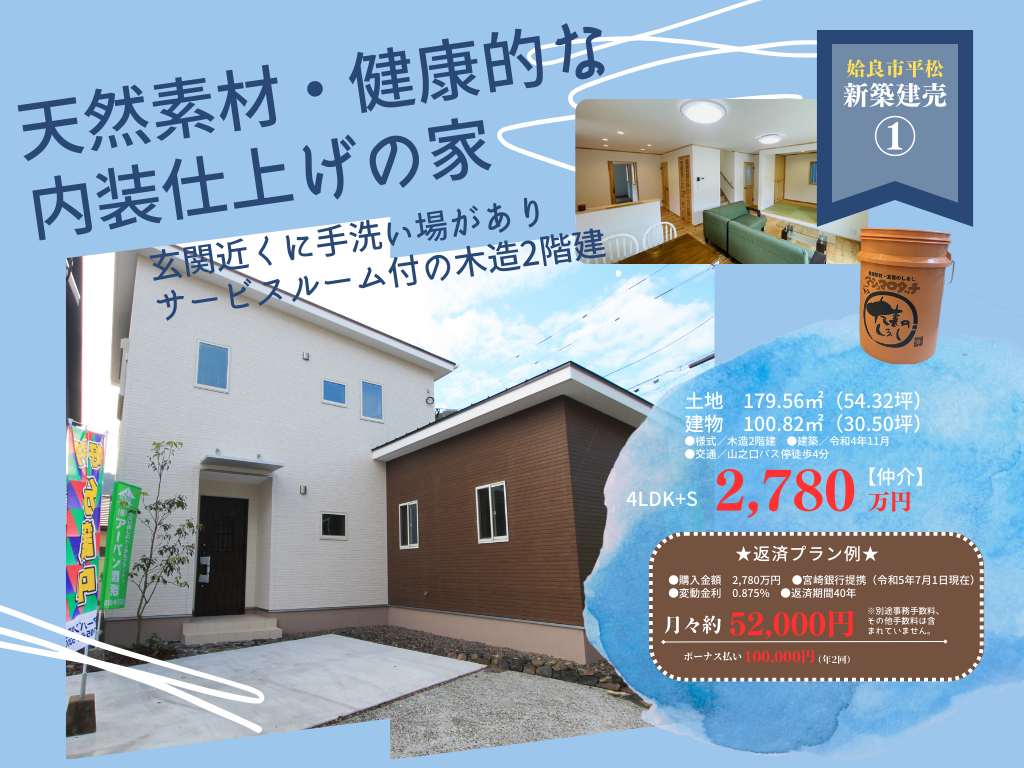 天然素材・健康的な
内装仕上げの家
玄関近くに手洗い場があり
サービスルーム付の木造2階建
姶良市平松
新築建売
①
土地　179.56㎡（54.32坪）
建物　100.82㎡（30.50坪）
●様式／木造2階建　●建築／令和4年11月
●交通／山之口バス停徒歩4分
4LDK+S　2,780万円【仲介】
★返済プラン例★
●購入金額　2,780万円　●宮崎銀行提携（令和5年7月1日現在）
●変動金利　0.875%　●返済期間40年
月々約　52,000円
※別途事務手数料、
その他手数料は含
まれていません。
ボーナス払い 100,000円（年2回）